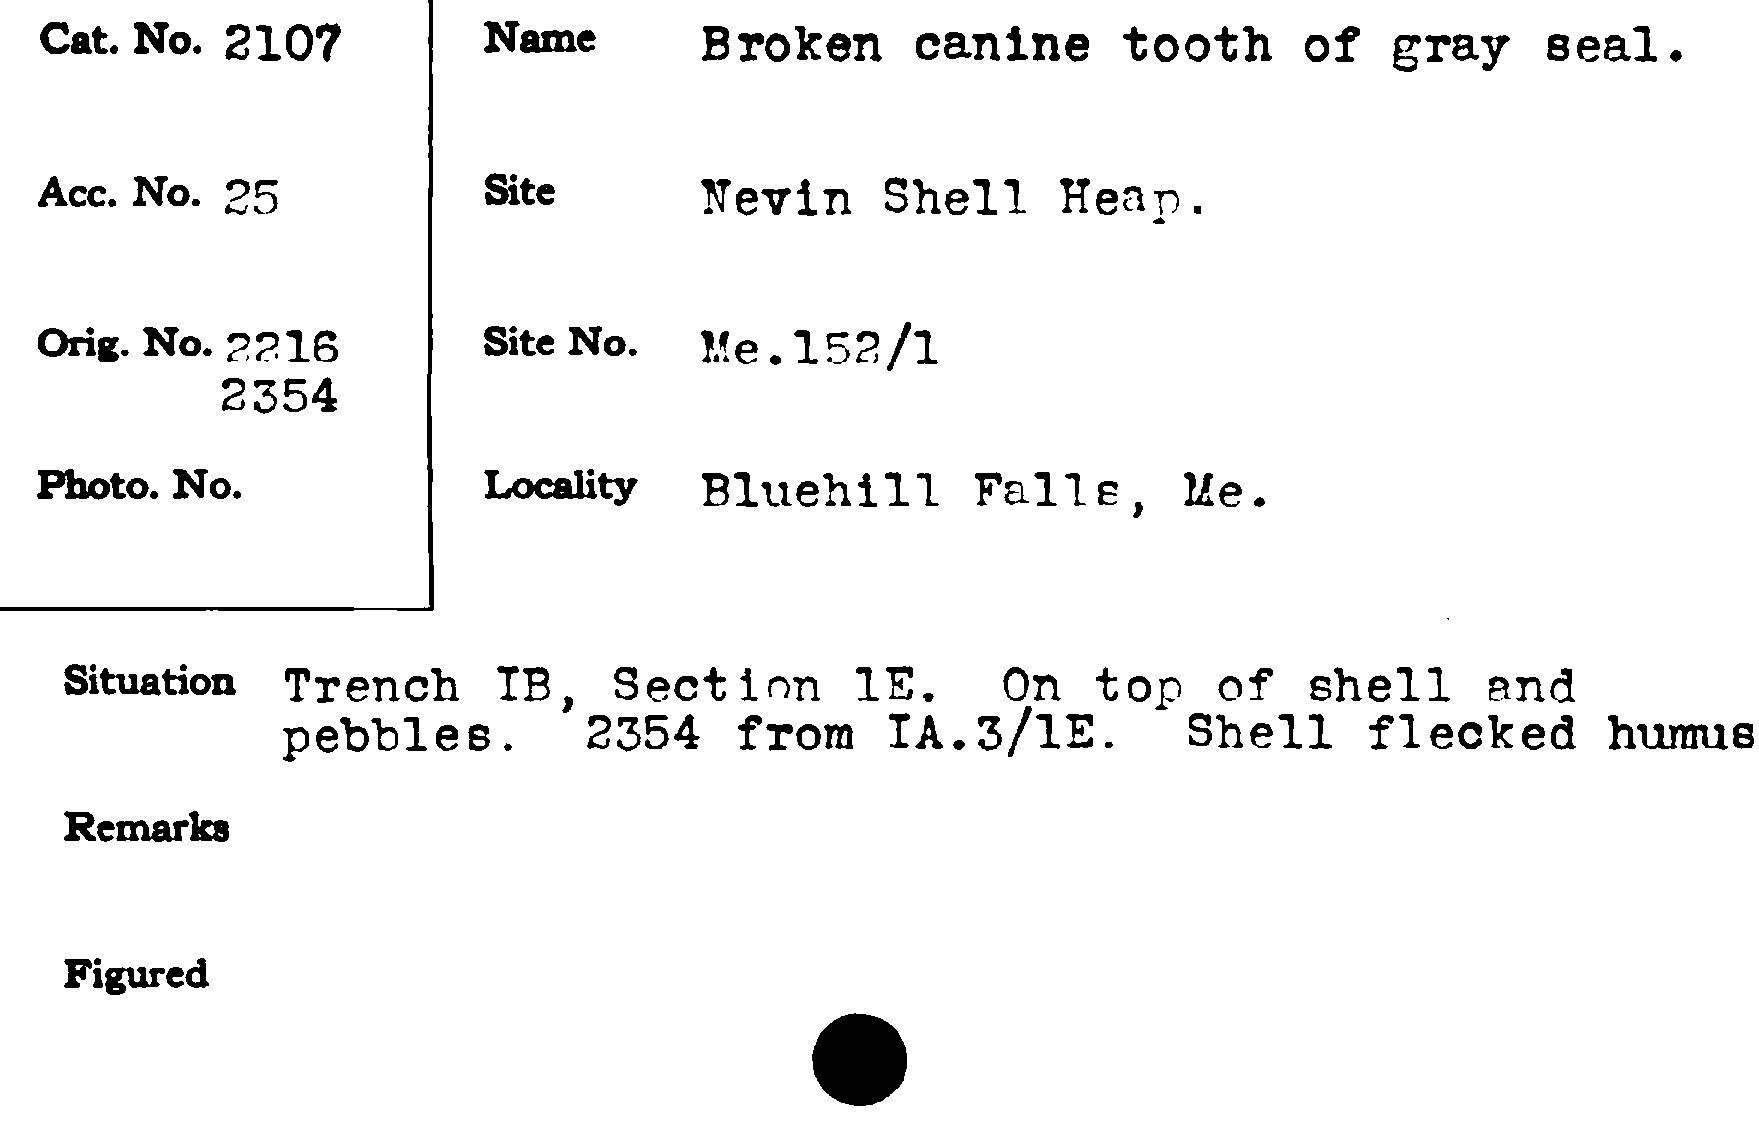 Cat. No. 2107
Name Broken canine tooth of gray seal.
Acc. No. 25
Site Nevin Shell Heap.
Orig. No. 2216
2354
Site No. Me.152/1
Photo. No.
Locality Bluehill Falls, Me.
Situation Trench IB, Section 1E. On top of shell and
pebbles. 2354 from IA.3/1E. Shell flecked humus
Remarks
Figured